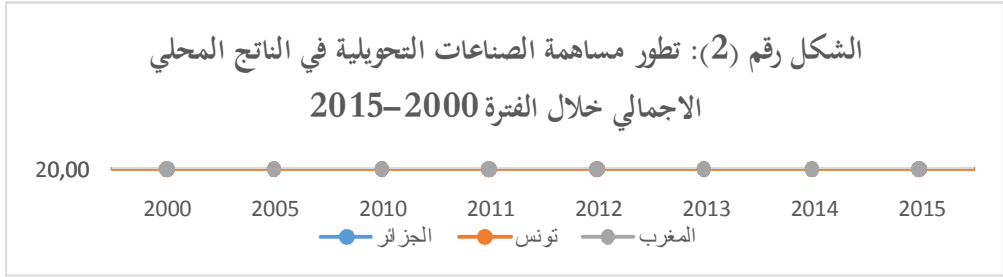 الشكل رقم (2): تطور مساهمة الصناعات التحويلية في الناتج المحلي
الاجمالي خلال الفترة 2000–2015
20,00
2000 2005 2010 2011 2012 2013 2014 2015
الجزائر تونس المغرب